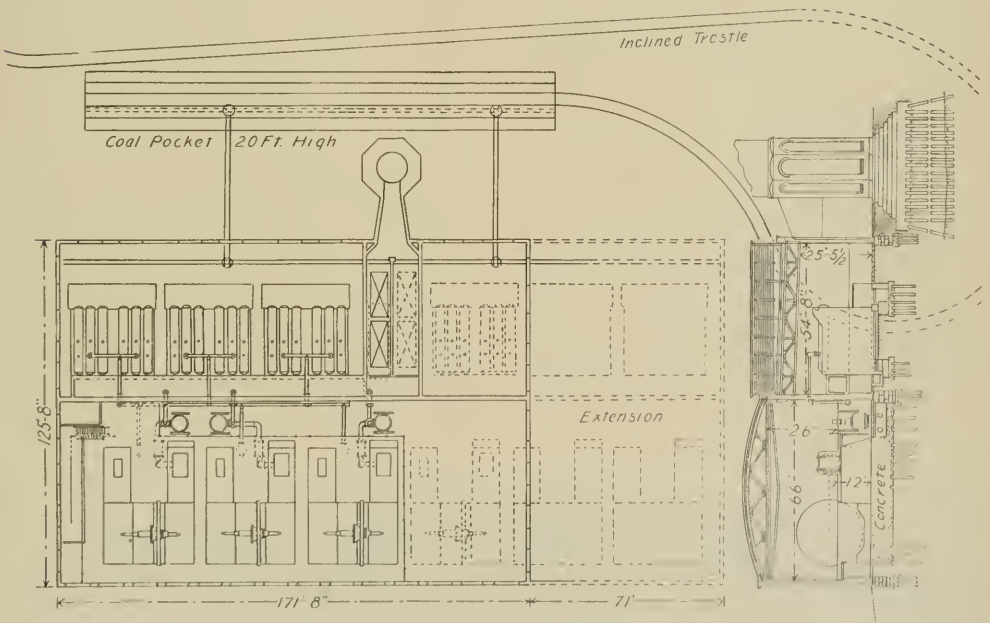 Inclined Trestle
Coal Pocket 20 Ft. High
25'-5½"
54'-8"
125'-8"
Extension
26'
66'
12'
Concrete
171'-8"
71'